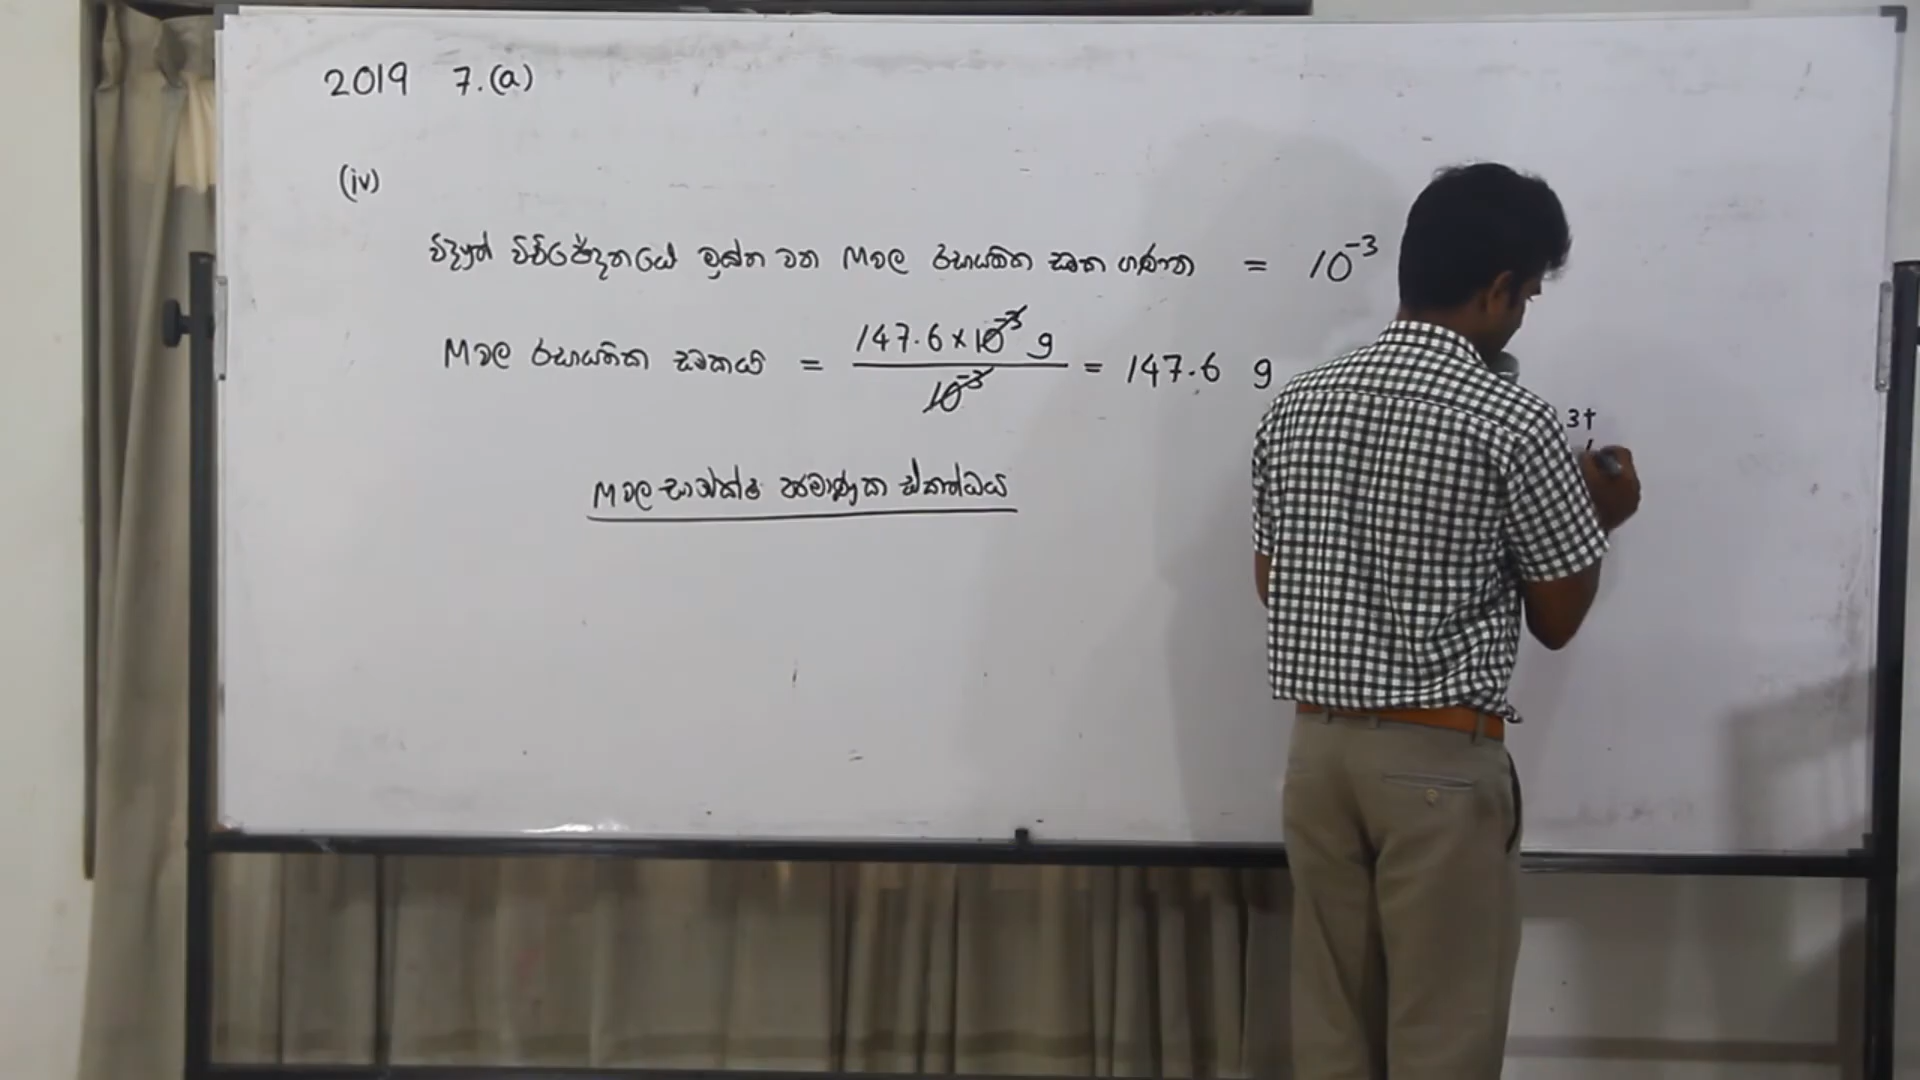 2019 7.(a)
(iv)
විද්‍යුත් විච්ඡේදනයේ මුක්ත වන M වල රසායනික සමක ගණන = 10⁻³
M වල රසායනික සමකය = 147.6 × 10⁻³ g / 10⁻³ = 147.6 g
M වල සාපේක්ෂ පරමාණුක ස්කන්ධය
3+